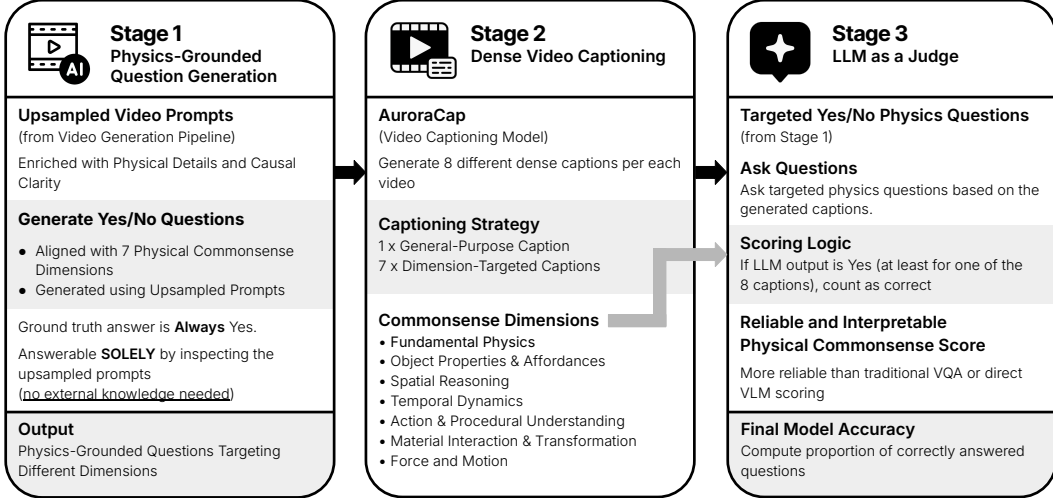 Stage 1
Physics-Grounded
Question Generation
AI
Upsampled Video Prompts
(from Video Generation Pipeline)
Enriched with Physical Details and Causal
Clarity
Generate Yes/No Questions
● Aligned with 7 Physical Commonsense
Dimensions
● Generated using Upsampled Prompts
Ground truth answer is Always Yes.
Answerable SOLELY by inspecting the
upsampled prompts
(no external knowledge needed)
Output
Physics-Grounded Questions Targeting
Different Dimensions
Stage 2
Dense Video Captioning
AuroraCap
(Video Captioning Model)
Generate 8 different dense captions per each
video
Captioning Strategy
1 x General-Purpose Caption
7 x Dimension-Targeted Captions
Commonsense Dimensions
• Fundamental Physics
• Object Properties & Affordances
• Spatial Reasoning
• Temporal Dynamics
• Action & Procedural Understanding
• Material Interaction & Transformation
• Force and Motion
Stage 3
LLM as a Judge
Targeted Yes/No Physics Questions
(from Stage 1)
Ask Questions
Ask targeted physics questions based on the
generated captions.
Scoring Logic
If LLM output is Yes (at least for one of the
8 captions), count as correct
Reliable and Interpretable
Physical Commonsense Score
More reliable than traditional VQA or direct
VLM scoring
Final Model Accuracy
Compute proportion of correctly answered
questions